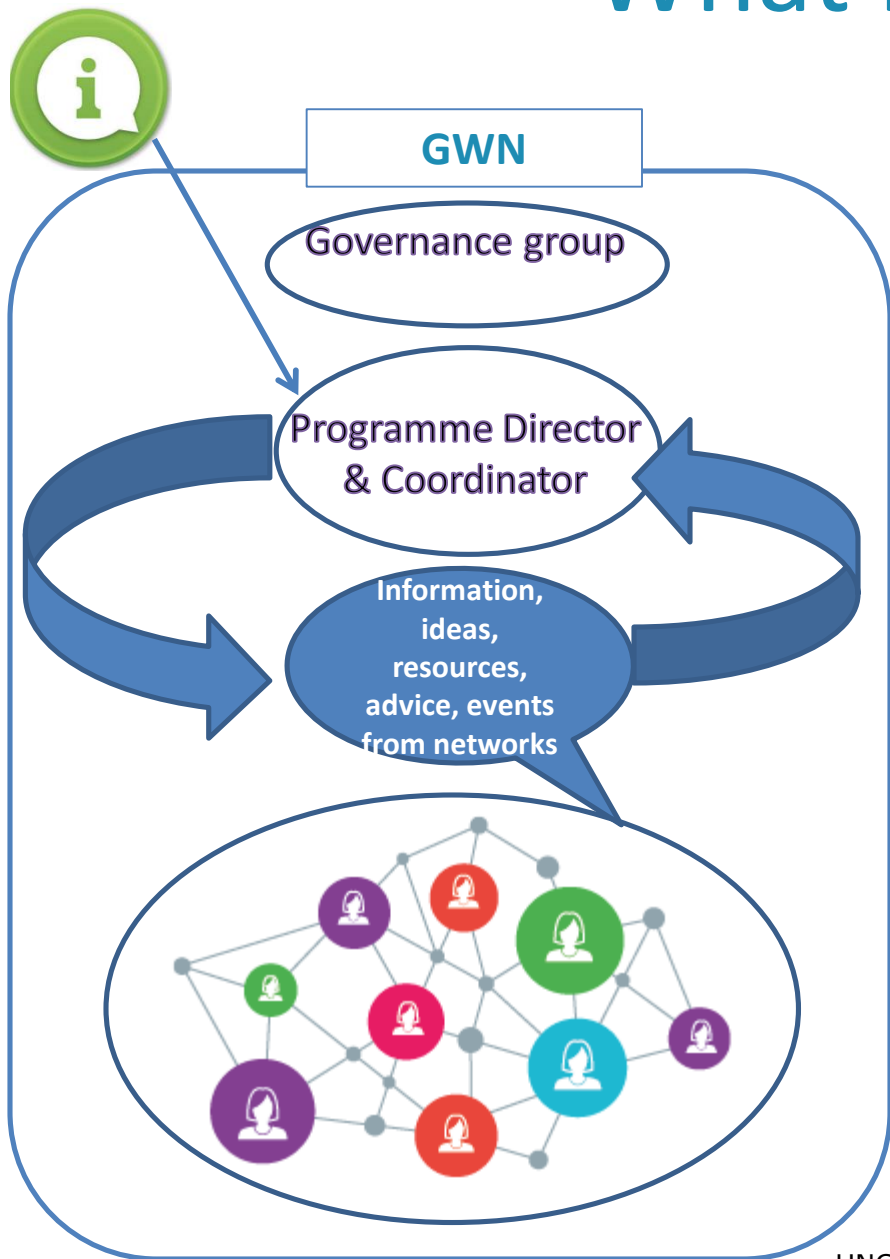 GWN
Governance group
Programme Director
& Coordinator
Information,
ideas,
resources,
advice, events
from networks